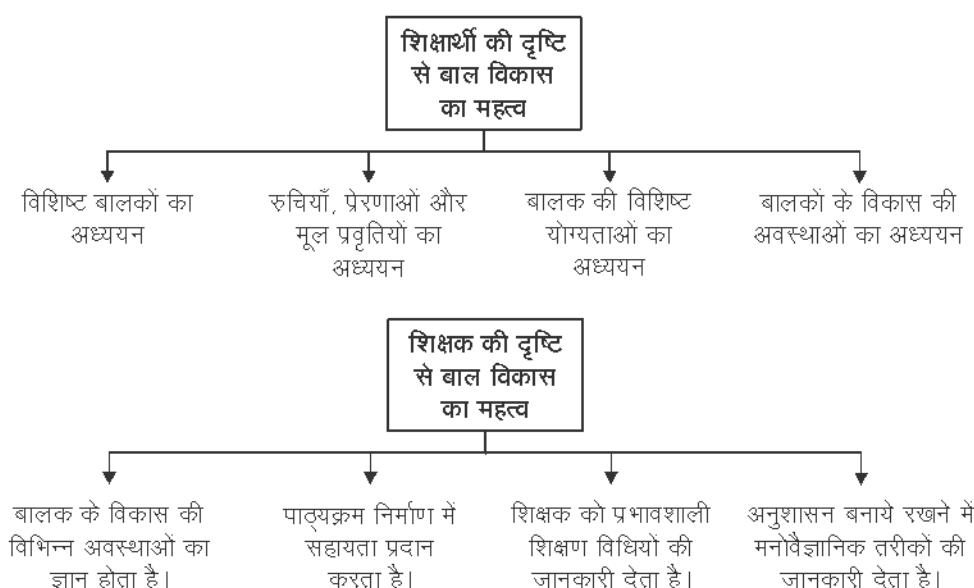 शिक्षार्थी की दृष्टि
से बाल विकास
का महत्व
विशिष्ट बालकों का
अध्ययन
रुचियाँ, प्रेरणाओं और
मूल प्रवृतियों का
अध्ययन
बालक की विशिष्ट
योग्यताओं का
अध्ययन
बालकों के विकास की
अवस्थाओं का अध्ययन
शिक्षक की दृष्टि
से बाल विकास
का महत्व
बालक के विकास की
विभिन्न अवस्थाओं का
ज्ञान होता है।
पाठ्यक्रम निर्माण में
सहायता प्रदान
करता है।
शिक्षक को प्रभावशाली
शिक्षण विधियों की
जानकारी देता है।
अनुशासन बनाये रखने में
मनोवैज्ञानिक तरीकों की
जानकारी देता है।